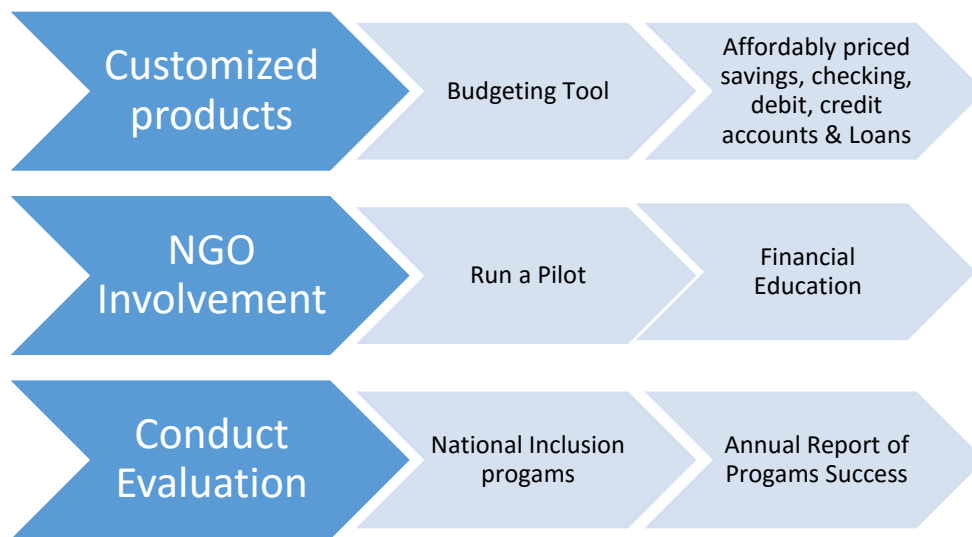 Customized
products
Budgeting Tool
Affordably priced
savings, checking,
debit, credit
accounts & Loans
NGO
Involvement
Run a Pilot
Financial
Education
Conduct
Evaluation
National Inclusion
progams
Annual Report of
Progams Success